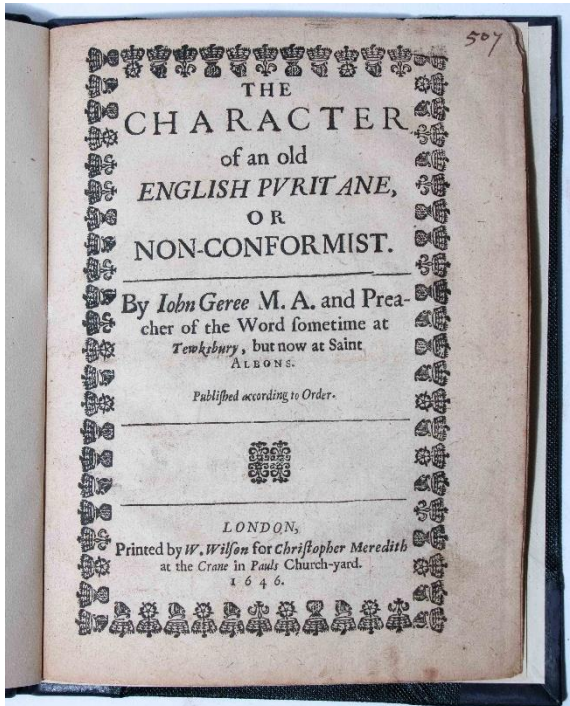 507
THE
CHARACTER
of an old
ENGLISH PVRITANE,
OR
NON-CONFORMIST.
By Iohn Geree M. A. and Prea-
cher of the Word ſometime at
Tewksbury, but now at Saint
ALBONS.
Publiſhed according to Order.
LONDON,
Printed by W. Wilſon for Chriſtopher Meredith
at the Crane in Pauls Church-yard.
1646.